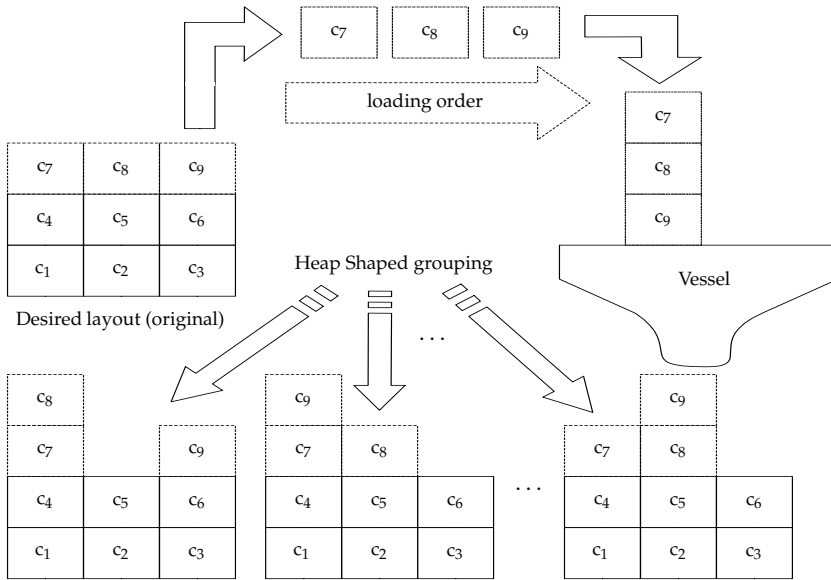 c7 c8 c9
loading order
c7
c8
c9
Vessel
c7 c8 c9
c4 c5 c6
c1 c2 c3
Desired layout (original)
Heap Shaped grouping
...
c8
c7 c9
c4 c5 c6
c1 c2 c3
c9
c7 c8
c4 c5 c6
c1 c2 c3
...
c9
c7 c8
c4 c5 c6
c1 c2 c3